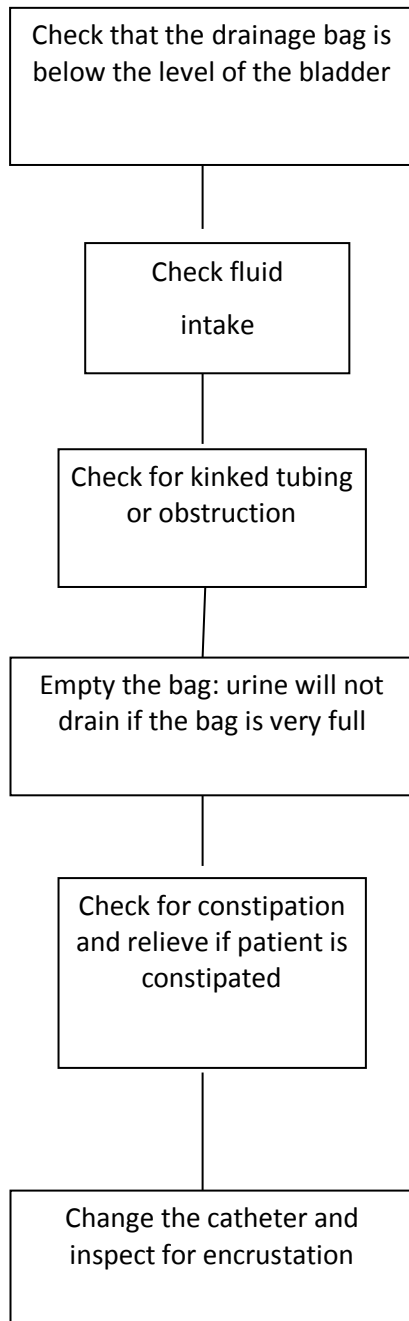 Check that the drainage bag is
below the level of the bladder
Check fluid
intake
Check for kinked tubing
or obstruction
Empty the bag: urine will not
drain if the bag is very full
Check for constipation
and relieve if patient is
constipated
Change the catheter and
inspect for encrustation